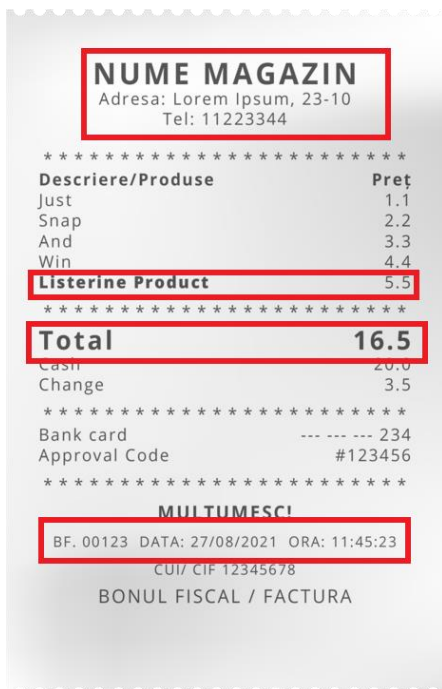 NUME MAGAZIN
Adresa: Lorem Ipsum, 23-10
Tel: 11223344
* * * * * * * * * * * * * * * * * * * * * * * *
Descriere/Produse Preț
Just 1.1
Snap 2.2
And 3.3
Win 4.4
Listerine Product 5.5
* * * * * * * * * * * * * * * * * * * * * * * *
Total 16.5
Cash 20.0
Change 3.5
* * * * * * * * * * * * * * * * * * * * * * * *
Bank card --- --- --- 234
Approval Code #123456
* * * * * * * * * * * * * * * * * * * * * * * *
MULTUMESC!
BF. 00123 DATA: 27/08/2021 ORA: 11:45:23
CUI/ CIF 12345678
BONUL FISCAL / FACTURA